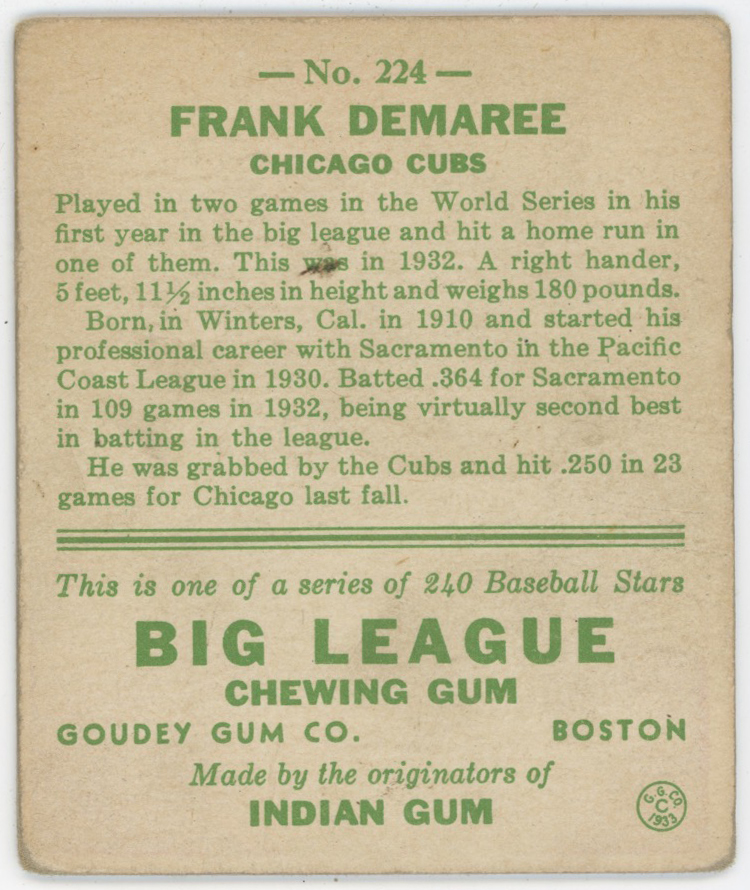 — No. 224 —
FRANK DEMAREE
CHICAGO CUBS
Played in two games in the World Series in his
first year in the big league and hit a home run in
one of them. This was in 1932. A right hander,
5 feet, 11½ inches in height and weighs 180 pounds.
Born, in Winters, Cal. in 1910 and started his
professional career with Sacramento in the Pacific
Coast League in 1930. Batted .364 for Sacramento
in 109 games in 1932, being virtually second best
in batting in the league.
He was grabbed by the Cubs and hit .250 in 23
games for Chicago last fall.
This is one of a series of 240 Baseball Stars
BIG LEAGUE
CHEWING GUM
GOUDEY GUM CO. BOSTON
Made by the originators of
INDIAN GUM
G.G.CO.
C
1933